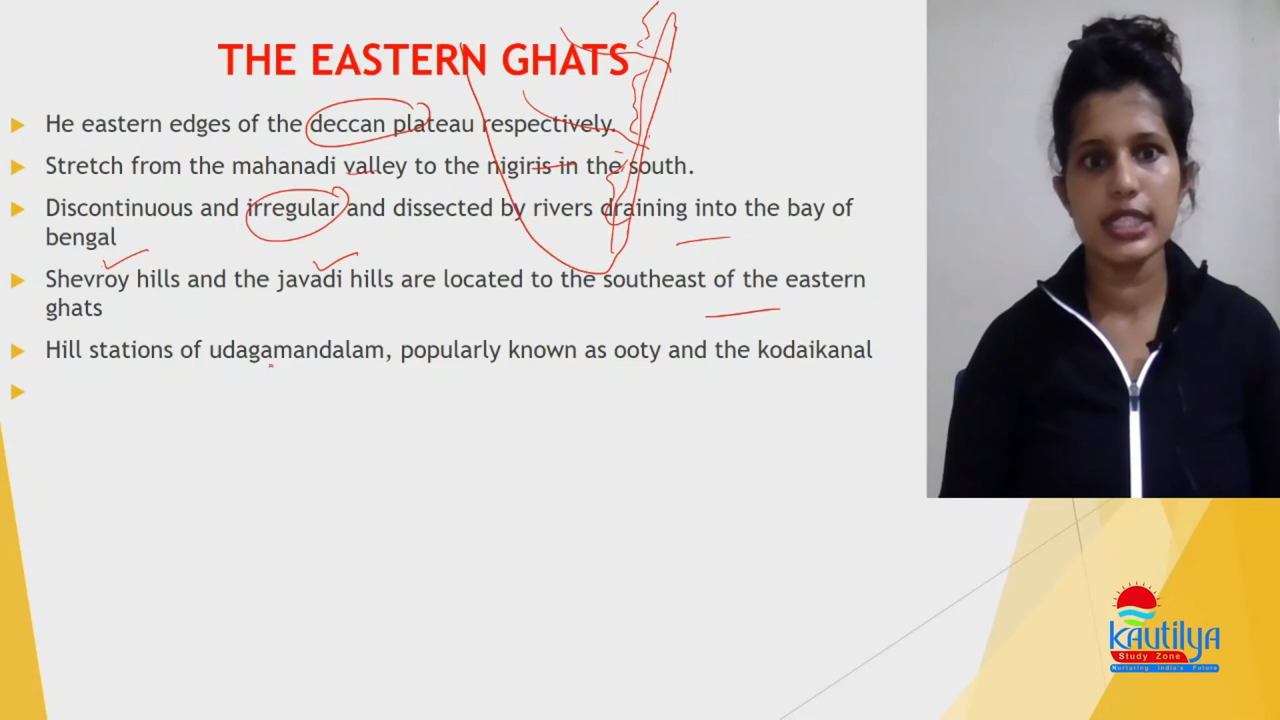 THE EASTERN GHATS
He eastern edges of the deccan plateau respectively.
Stretch from the mahanadi valley to the nigiris in the south.
Discontinuous and irregular and dissected by rivers draining into the bay of
bengal
Shevroy hills and the javadi hills are located to the southeast of the eastern
ghats
Hill stations of udagamandalam, popularly known as ooty and the kodaikanal
Kautilya
Study Zone
Nurturing India's Future